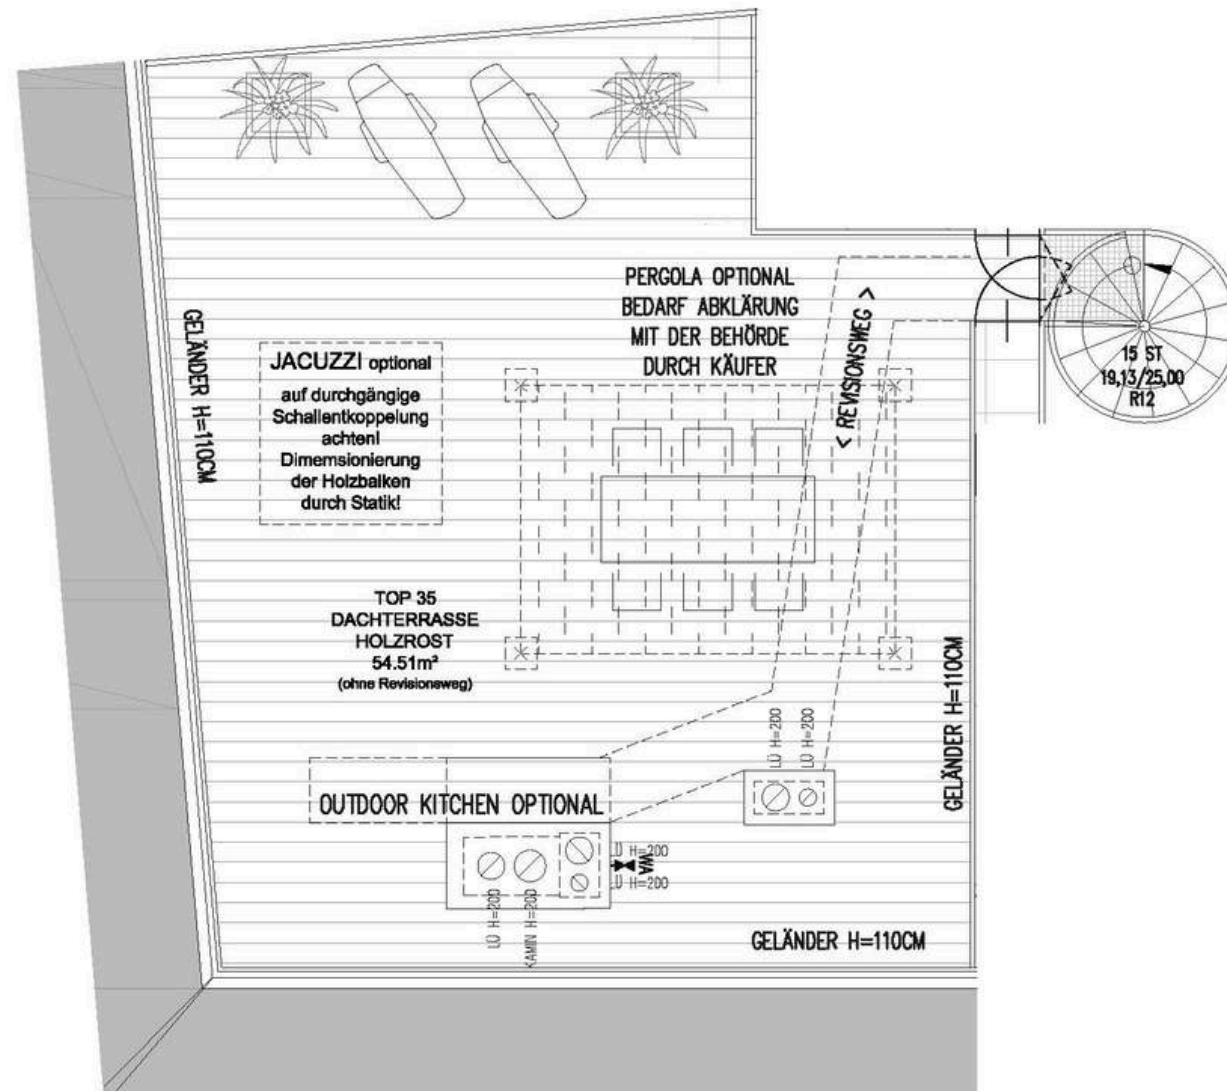 PERGOLA OPTIONAL
BEDARF ABKLÄRUNG
MIT DER BEHÖRDE
DURCH KÄUFER
< REVISIONSWEG >
15 ST
19,13/25,00
R12
GELÄNDER H=110CM
JACUZZI optional
auf durchgängige
Schallentkoppelung
achten!
Dimemsionierung
der Holzbalken
durch Statik!
TOP 35
DACHTERRASSE
HOLZROST
54.51m²
(ohne Revisionsweg)
GELÄNDER H=110CM
LÜ H=200
LÜ H=200
OUTDOOR KITCHEN OPTIONAL
LÜ H=200
WA
LÜ H=200
LÜ H=200
KAMIN H=200
GELÄNDER H=110CM